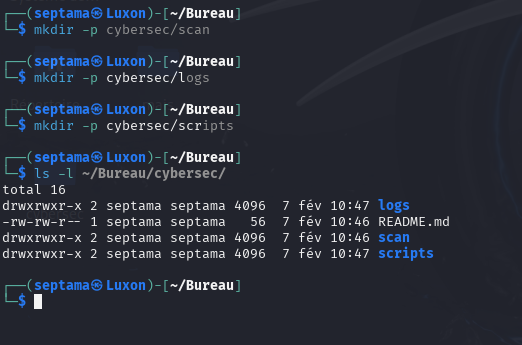 ┌──(septama㉿Luxon)-[~/Bureau]
└─$ mkdir -p cybersec/scan
┌──(septama㉿Luxon)-[~/Bureau]
└─$ mkdir -p cybersec/logs
┌──(septama㉿Luxon)-[~/Bureau]
└─$ mkdir -p cybersec/scripts
┌──(septama㉿Luxon)-[~/Bureau]
└─$ ls -l ~/Bureau/cybersec/
total 16
drwxrwxr-x 2 septama septama 4096  7 fév 10:47 logs
-rw-rw-r-- 1 septama septama   56  7 fév 10:46 README.md
drwxrwxr-x 2 septama septama 4096  7 fév 10:46 scan
drwxrwxr-x 2 septama septama 4096  7 fév 10:47 scripts
┌──(septama㉿Luxon)-[~/Bureau]
└─$